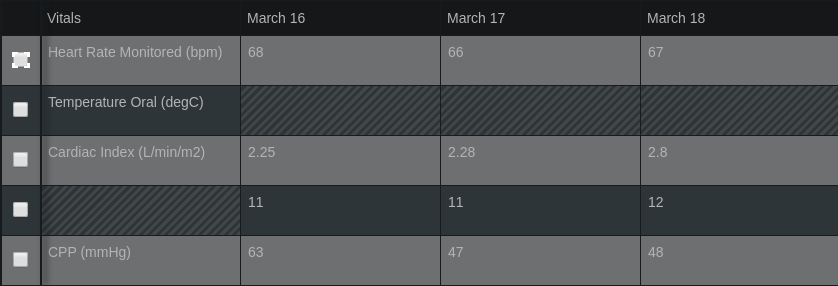 Vitals March 16 March 17 March 18
Heart Rate Monitored (bpm) 68 66 67
Temperature Oral (degC)
Cardiac Index (L/min/m2) 2.25 2.28 2.8
11 11 12
CPP (mmHg) 63 47 48